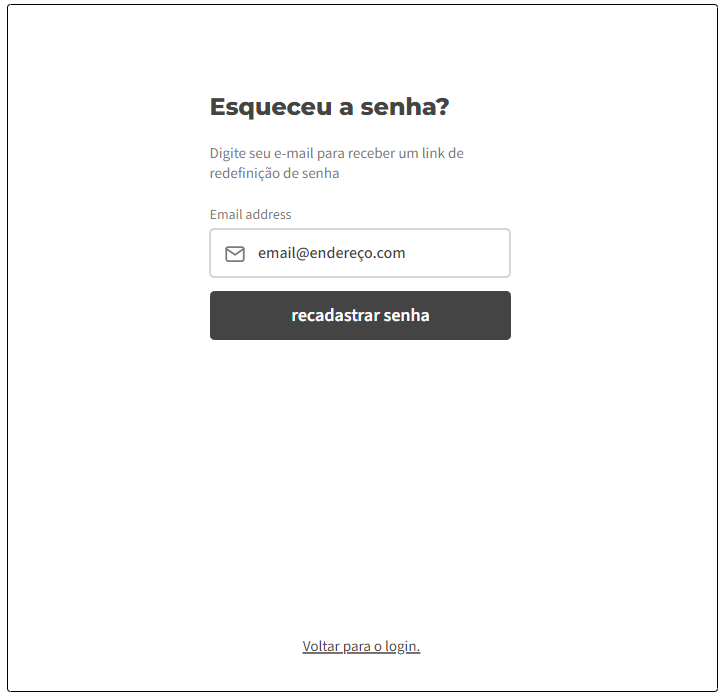 Esqueceu a senha?
Digite seu e-mail para receber um link de
redefinição de senha
Email address
email@endereço.com
recadastrar senha
Voltar para o login.